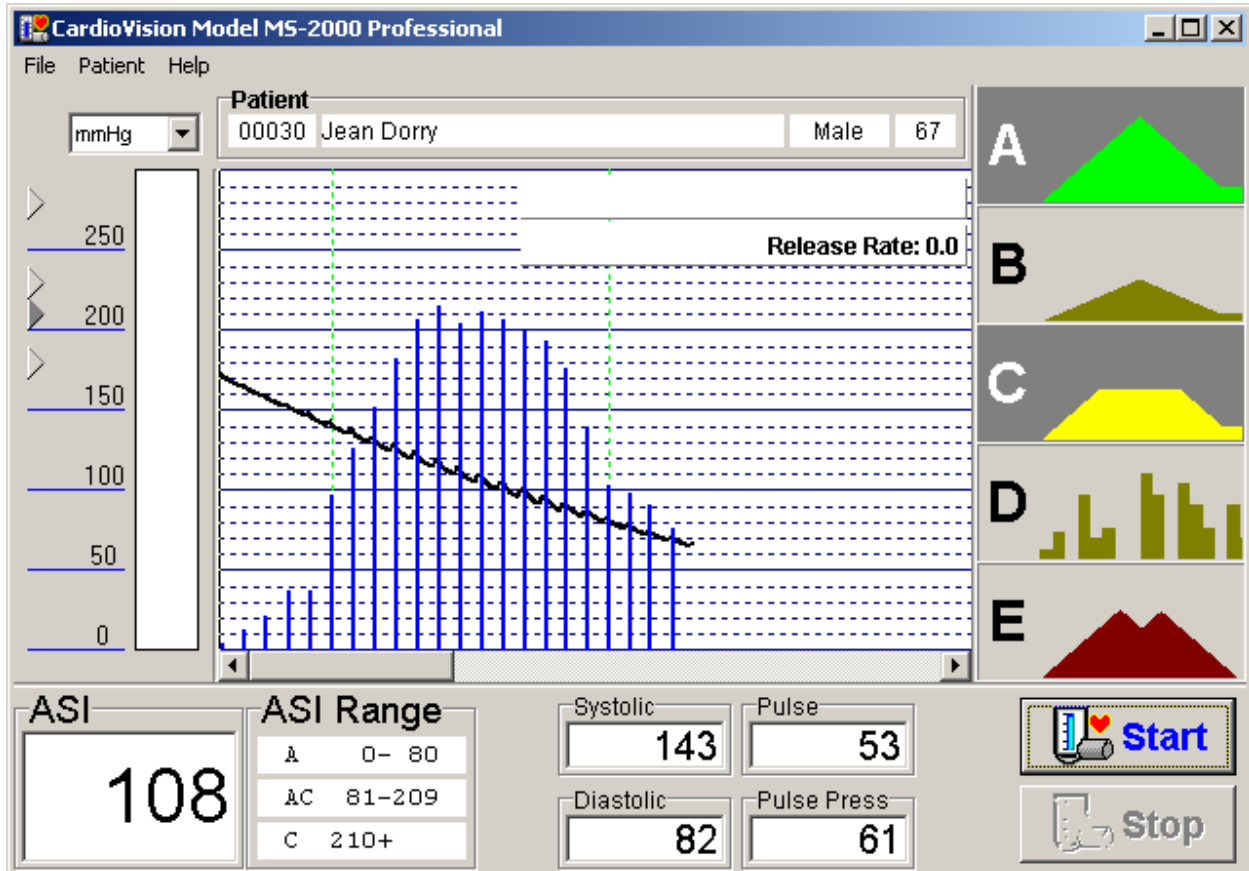 CardioVision Model MS-2000 Professional
File Patient Help
mmHg
Patient
00030 Jean Dorry Male 67
250
200
150
100
50
0
Release Rate: 0.0
A
B
C
D
E
ASI
108
ASI Range
A 0- 80
AC 81-209
C 210+
Systolic
143
Pulse
53
Diastolic
82
Pulse Press
61
Start
Stop